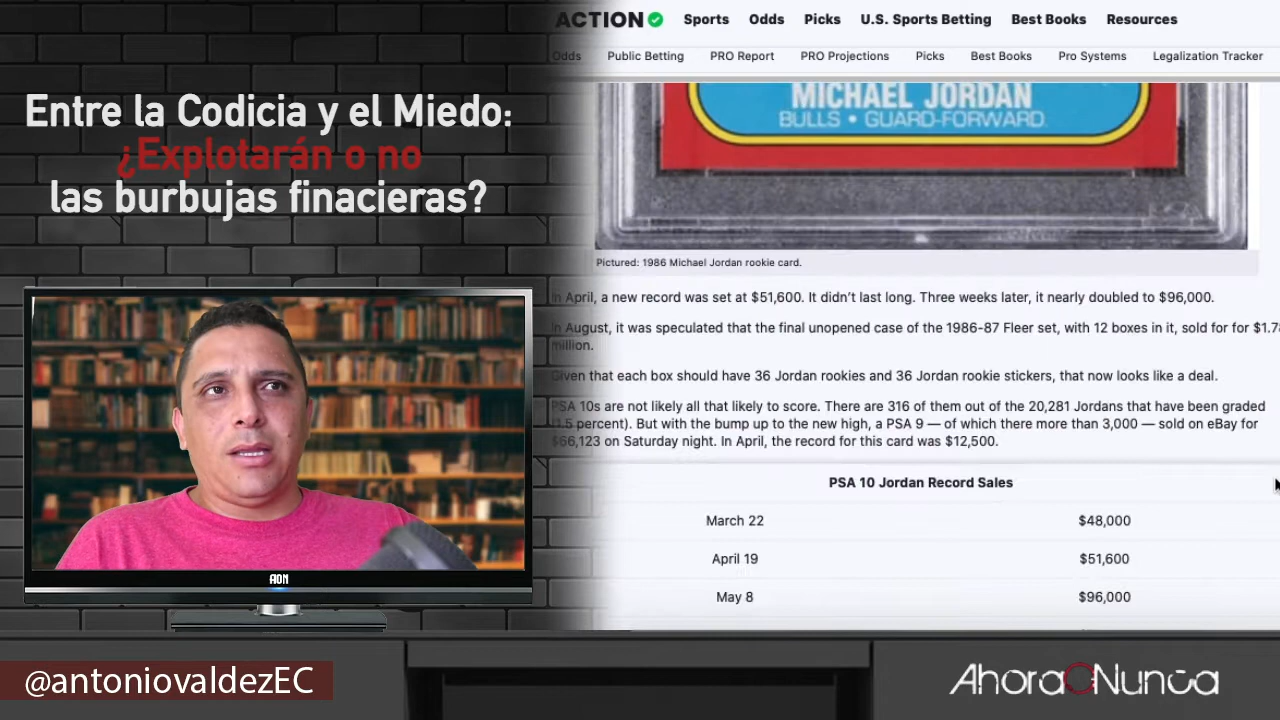 Entre la Codicia y el Miedo:
¿Explotarán o no
las burbujas finacieras?
AON
@antoniovaldezEC
ACTION
Sports Odds Picks U.S. Sports Betting Best Books Resources
Odds Public Betting PRO Report PRO Projections Picks Best Books Pro Systems Legalization Tracker
MICHAEL JORDAN
BULLS • GUARD-FORWARD
Pictured: 1986 Michael Jordan rookie card.
In April, a new record was set at $51,600. It didn't last long. Three weeks later, it nearly doubled to $96,000.
In August, it was speculated that the final unopened case of the 1986-87 Fleer set, with 12 boxes in it, sold for for
million.
Given that each box should have 36 Jordan rookies and 36 Jordan rookie stickers, that now looks like a deal.
PSA 10s are not likely all that likely to score. There are 316 of them out of the 20,281 Jordans that have been graded
(1.5 percent). But with the bump up to the new high, a PSA 9 — of which there more than 3,000 — sold on eBay for
$66,123 on Saturday night. In April, the record for this card was $12,500.
PSA 10 Jordan Record Sales
March 22 $48,000
April 19 $51,600
May 8 $96,000
Ahora O Nunca